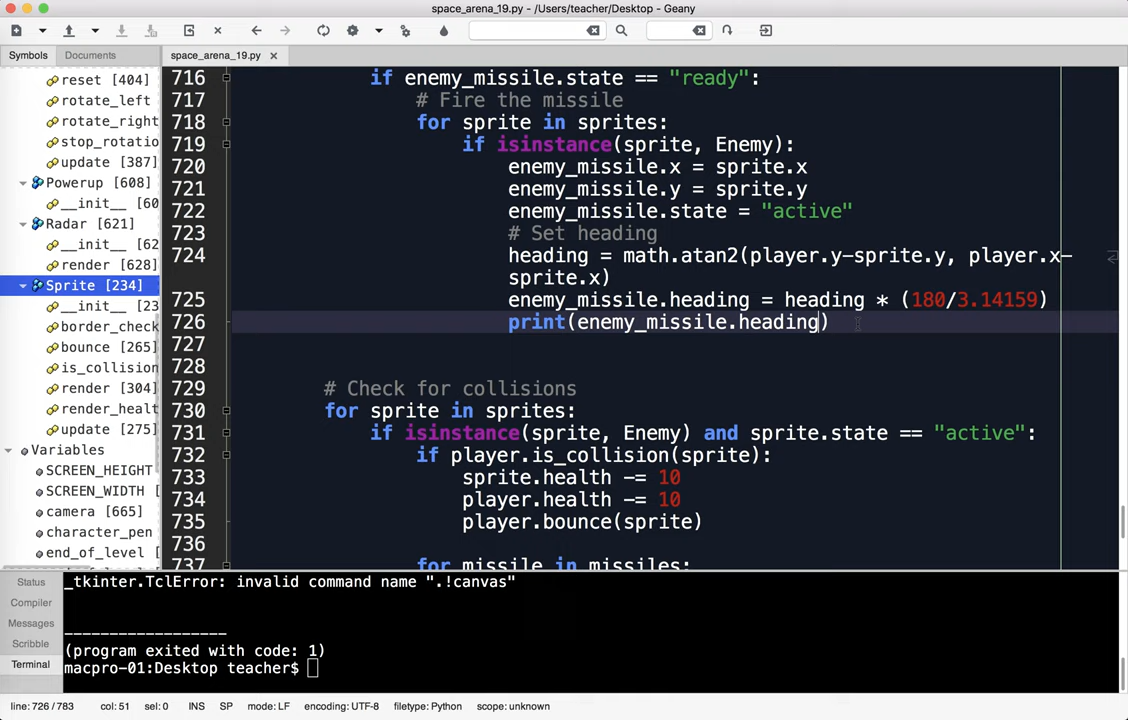 space_arena_19.py - /Users/teacher/Desktop - Geany
Symbols Documents
space_arena_19.py ×
reset [404]
rotate_left
rotate_right
stop_rotatio
update [387]
Powerup [608]
__init__ [60
Radar [621]
__init__ [62
render [628]
Sprite [234]
__init__ [23
border_check
bounce [265]
is_collision
render [304]
render_healt
update [275]
Variables
SCREEN_HEIGHT
SCREEN_WIDTH [
camera [665]
character_pen
end_of_level [
716 if enemy_missile.state == "ready":
717 # Fire the missile
718 for sprite in sprites:
719 if isinstance(sprite, Enemy):
720 enemy_missile.x = sprite.x
721 enemy_missile.y = sprite.y
722 enemy_missile.state = "active"
723 # Set heading
724 heading = math.atan2(player.y-sprite.y, player.x-
sprite.x)
725 enemy_missile.heading = heading * (180/3.14159)
726 print(enemy_missile.heading)
727
728
729 # Check for collisions
730 for sprite in sprites:
731 if isinstance(sprite, Enemy) and sprite.state == "active":
732 if player.is_collision(sprite):
733 sprite.health -= 10
734 player.health -= 10
735 player.bounce(sprite)
736
737 for missile in missiles:
Status
Compiler
Messages
Scribble
Terminal
_tkinter.TclError: invalid command name ".!canvas"
------------------
(program exited with code: 1)
macpro-01:Desktop teacher$
line: 726 / 783 col: 51 sel: 0 INS SP mode: LF encoding: UTF-8 filetype: Python scope: unknown